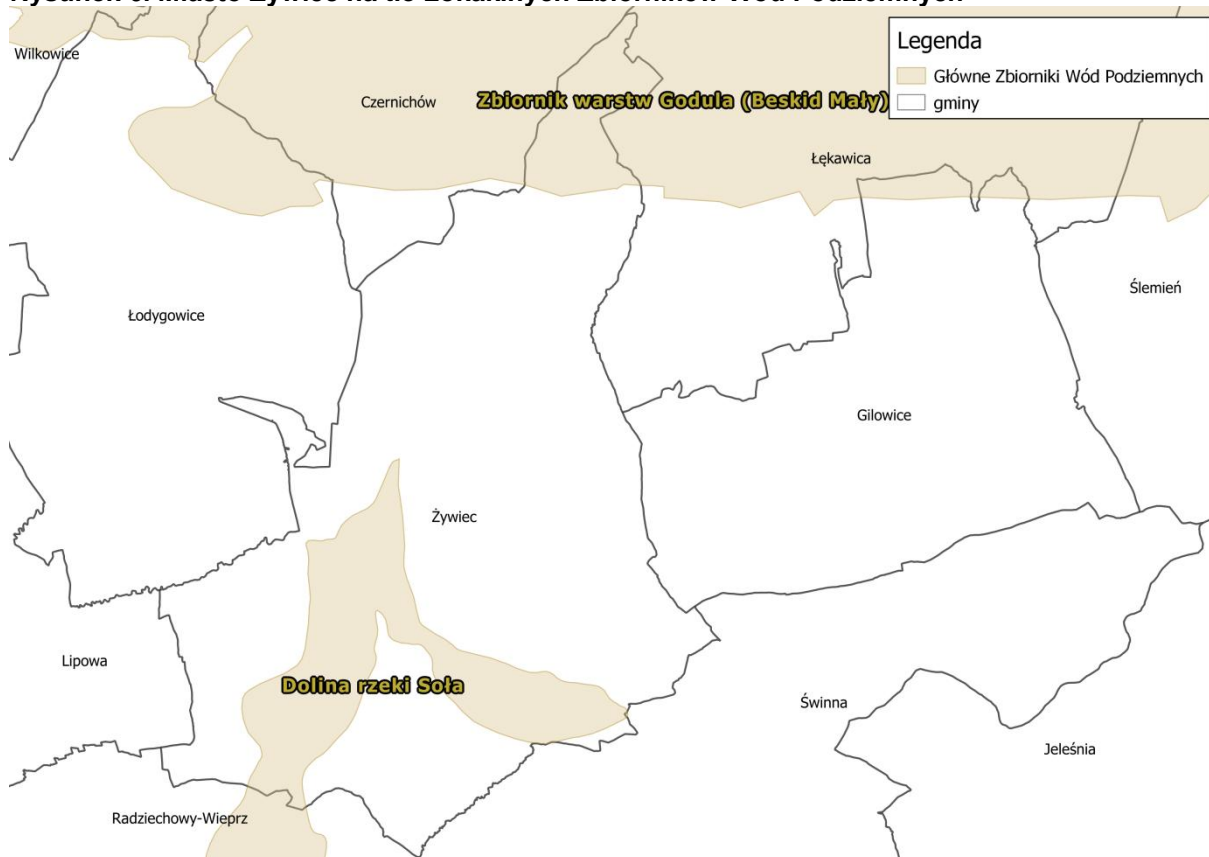 Legenda
Główne Zbiorniki Wód Podziemnych
gminy
Wilkowice
Czernichów
Zbiornik warstw Godula (Beskid Mały)
Łękawica
Ślemień
Łodygowice
Gilowice
Żywiec
Lipowa
Dolina rzeki Soła
Świnna
Jeleśnia
Radziechowy-Wieprz